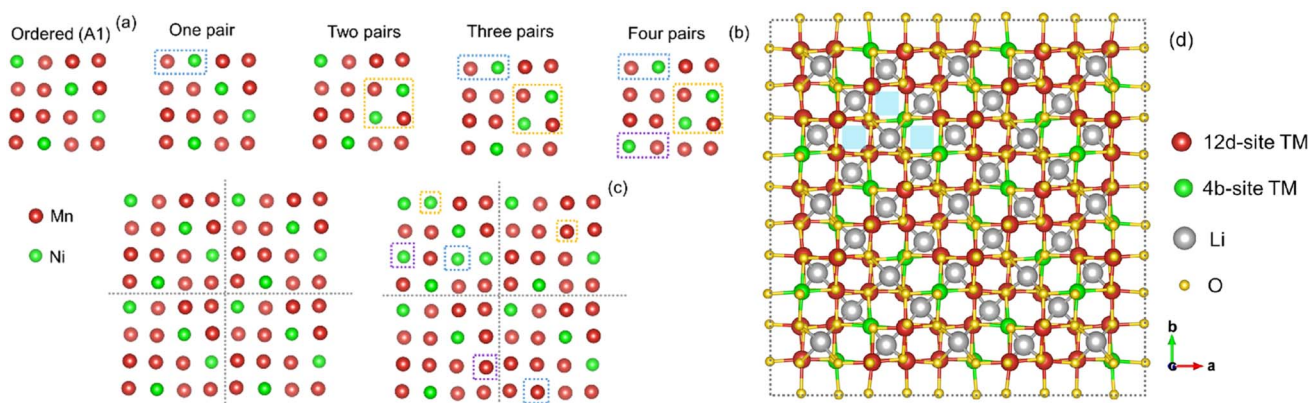 Ordered (A1)
(a)
One pair
Two pairs
Three pairs
Four pairs
(b)
(d)
12d-site TM
4b-site TM
(c)
Mn
Li
Ni
O
b
a